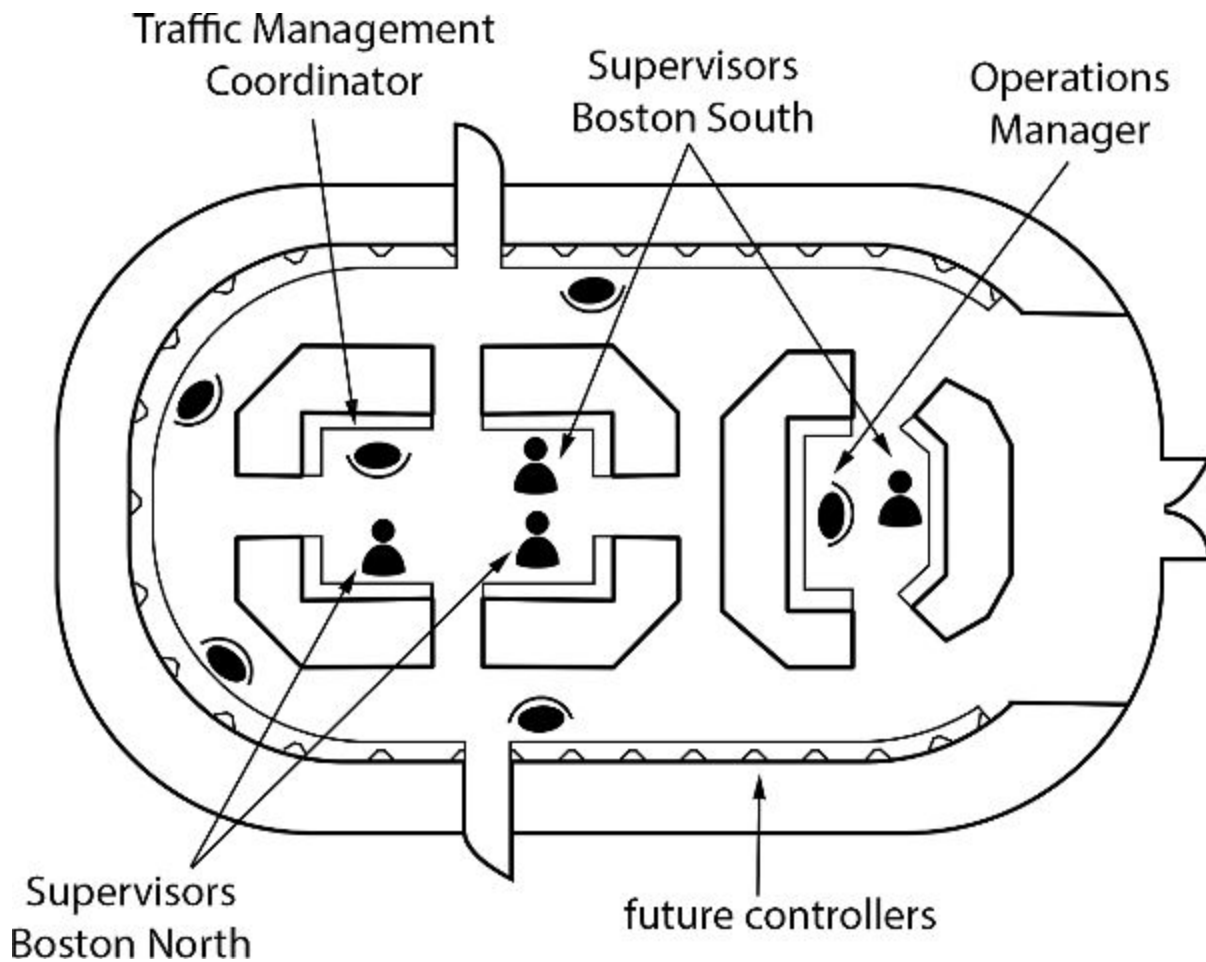 Traffic Management
Coordinator
Supervisors
Boston South
Operations
Manager
Supervisors
Boston North
future controllers